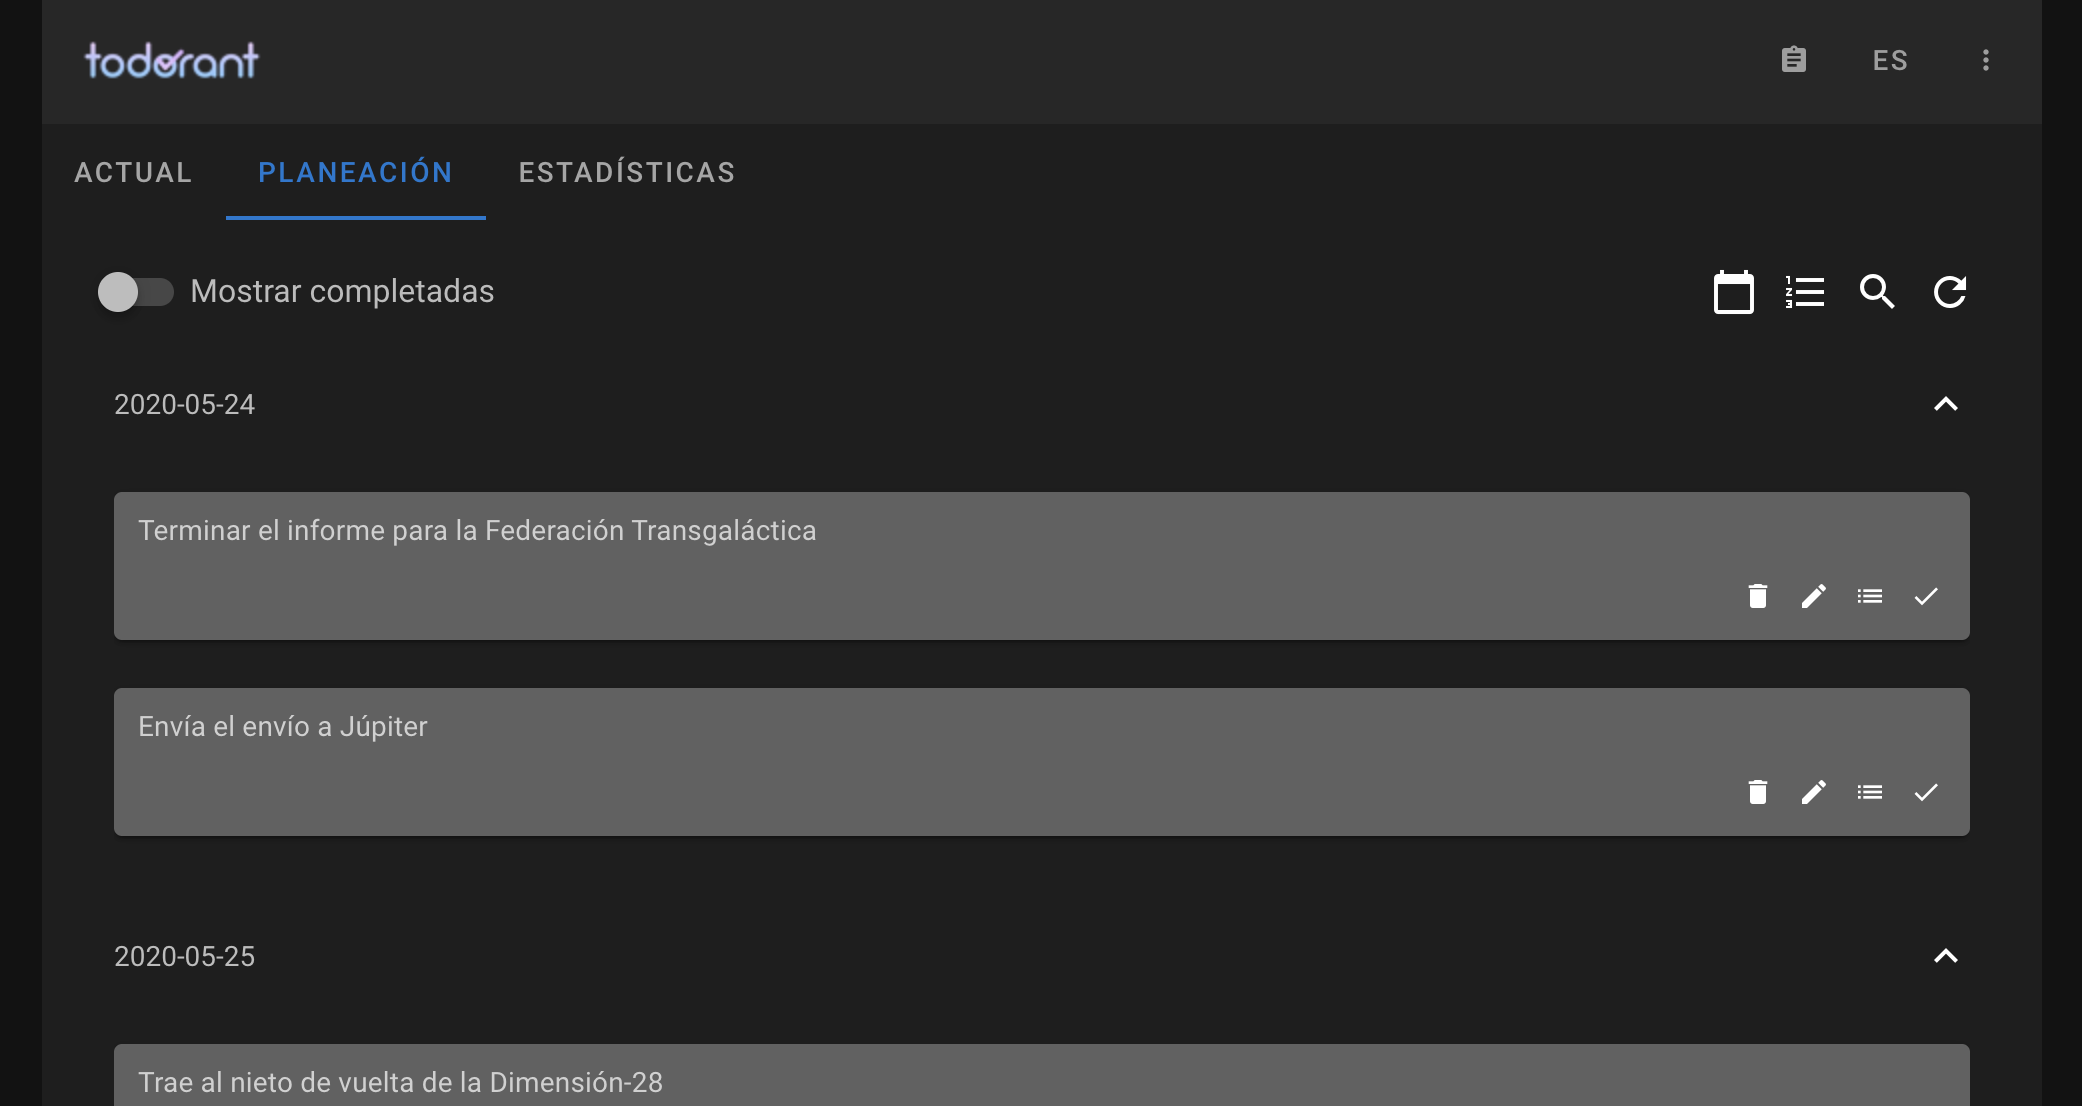 todorant
ES
ACTUAL PLANEACIÓN ESTADÍSTICAS
Mostrar completadas
2020-05-24
Terminar el informe para la Federación Transgaláctica
Envía el envío a Júpiter
2020-05-25
Trae al nieto de vuelta de la Dimensión-28